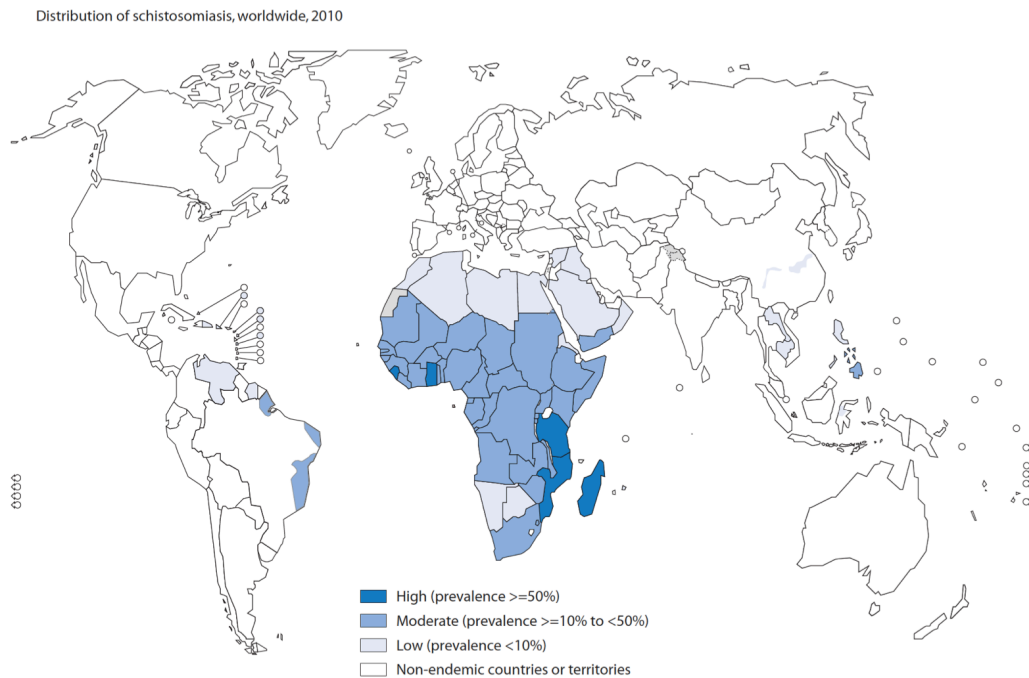 Distribution of schistosomiasis, worldwide, 2010
High (prevalence >=50%)
Moderate (prevalence >=10% to <50%)
Low (prevalence <10%)
Non-endemic countries or territories